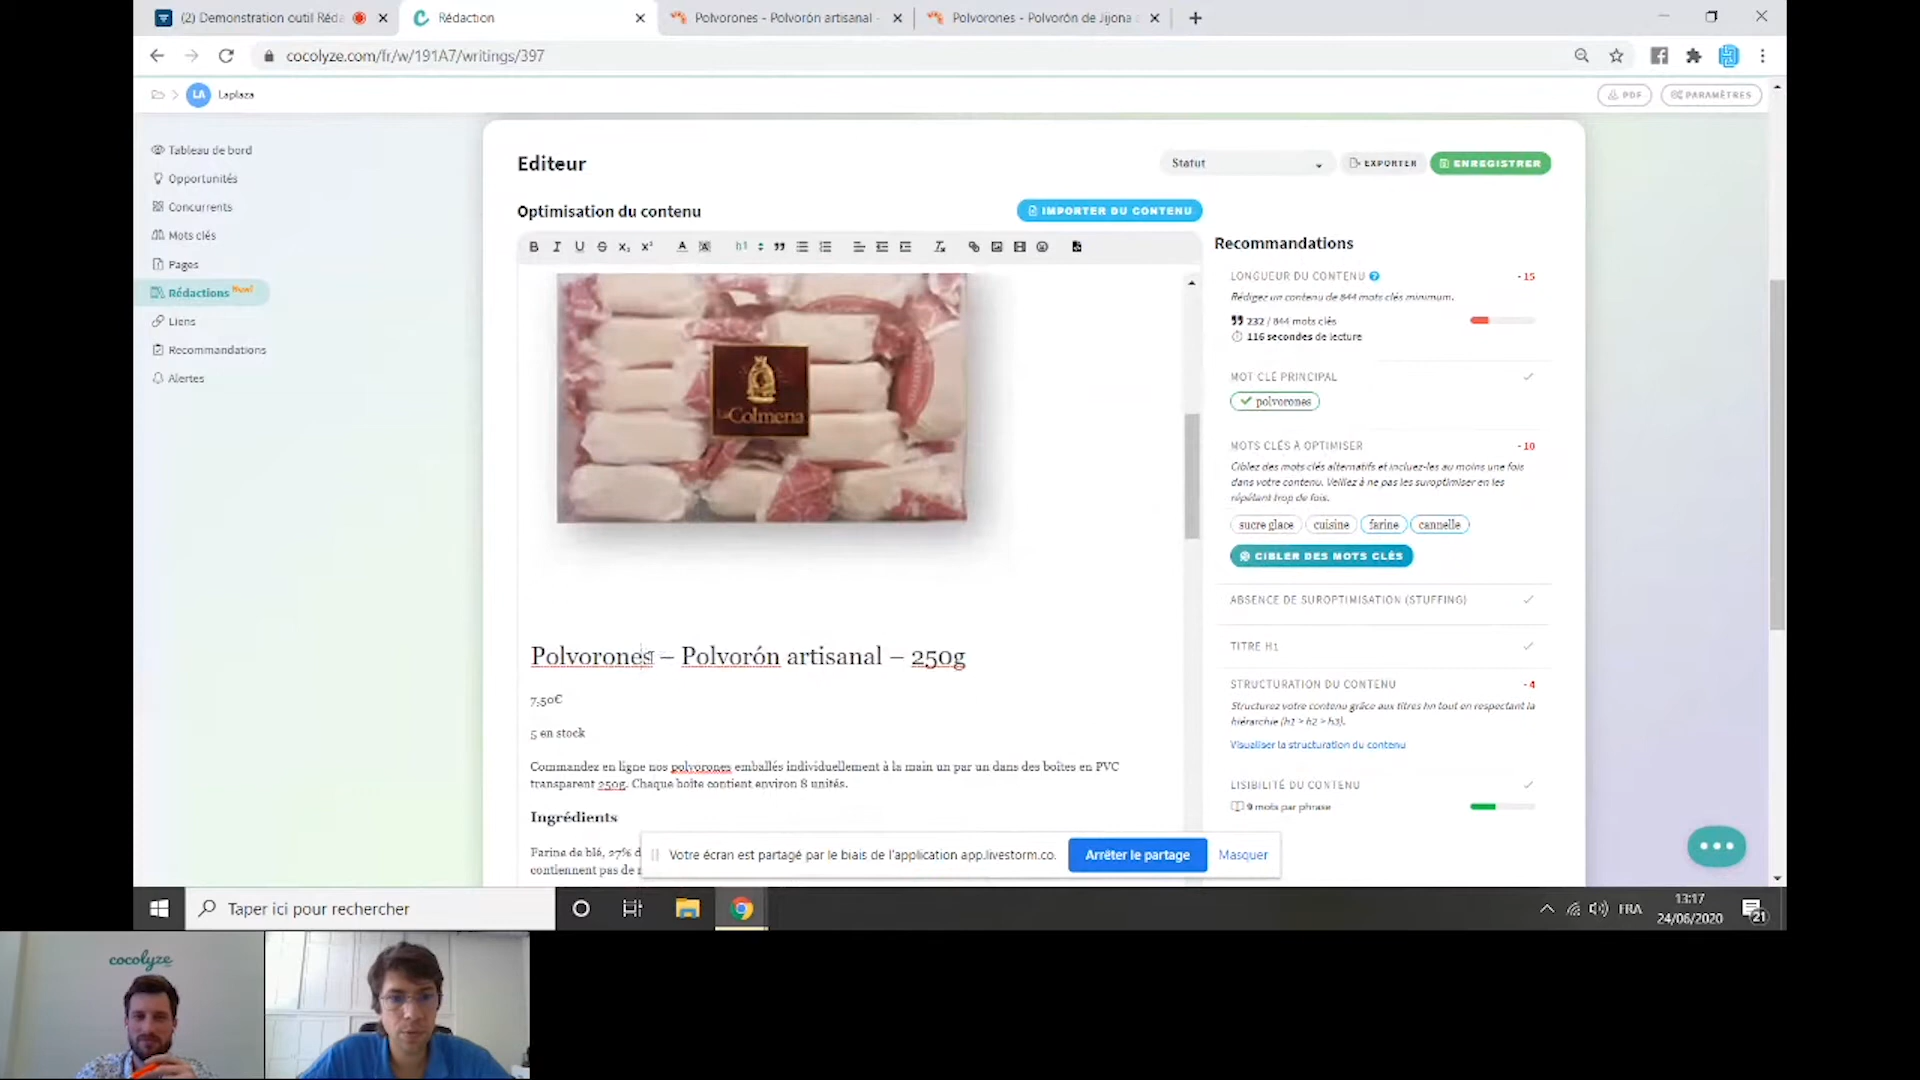 (2) Demonstration outil Réda
Rédaction
Polvorones - Polvorón artisanal -
Polvorones - Polvorón de Jijona
cocolyze.com/fr/w/191A7/writings/397
LA
Laplaza
PDF
PARAMÈTRES
Tableau de bord
Opportunités
Concurrents
Mots clés
Pages
Rédactions New!
Liens
Recommandations
Alertes
Editeur
Statut
EXPORTER
ENREGISTRER
Optimisation du contenu
IMPORTER DU CONTENU
h1
La Colmena
Polvorones – Polvorón artisanal – 250g
7,50€
5 en stock
Commandez en ligne nos polvorones emballés individuellement à la main un par un dans des boîtes en PVC
transparent 250g. Chaque boîte contient environ 8 unités.
Ingrédients
Farine de blé, 27% d
contiennent pas de
Recommandations
LONGUEUR DU CONTENU
- 15
Rédigez un contenu de 844 mots clés minimum.
232 / 844 mots clés
116 secondes de lecture
MOT CLÉ PRINCIPAL
polvorones
MOTS CLÉS À OPTIMISER
- 10
Ciblez des mots clés alternatifs et incluez-les au moins une fois
dans votre contenu. Veillez à ne pas les suroptimiser en les
répétant trop de fois.
sucre glace
cuisine
farine
cannelle
CIBLER DES MOTS CLÉS
ABSENCE DE SUROPTIMISATION (STUFFING)
TITRE H1
STRUCTURATION DU CONTENU
- 4
Structurez votre contenu grâce aux titres hn tout en respectant la
hiérarchie (h1 > h2 > h3).
Visualiser la structuration du contenu
LISIBILITÉ DU CONTENU
9 mots par phrase
Votre écran est partagé par le biais de l'application app.livestorm.co.
Arrêter le partage
Masquer
Taper ici pour rechercher
FRA
13:17
24/06/2020
21
cocolyze